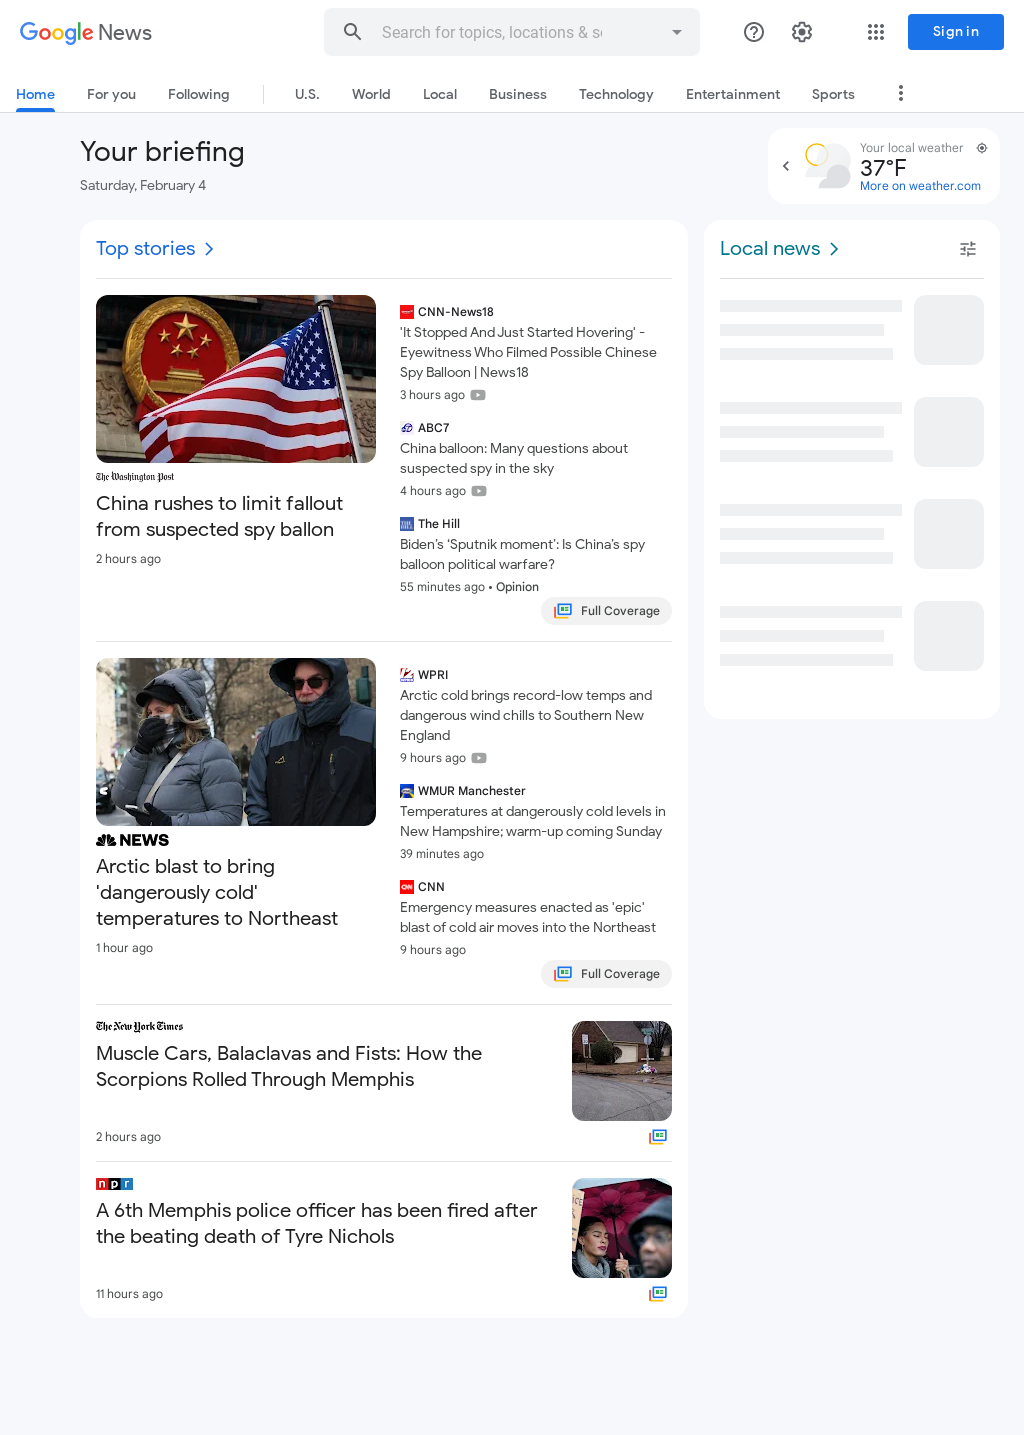 Google News
Search for topics, locations & so
Sign in
Home
For you
Following
U.S.
World
Local
Business
Technology
Entertainment
Sports
Your briefing
Saturday, February 4
Your local weather
37°F
More on weather.com
Top stories
The Washington Post
China rushes to limit fallout
from suspected spy ballon
2 hours ago
CNN-News18
'It Stopped And Just Started Hovering' -
Eyewitness Who Filmed Possible Chinese
Spy Balloon | News18
3 hours ago
ABC7
China balloon: Many questions about
suspected spy in the sky
4 hours ago
The Hill
Biden’s ‘Sputnik moment’: Is China’s spy
balloon political warfare?
55 minutes ago • Opinion
Full Coverage
NEWS
Arctic blast to bring
'dangerously cold'
temperatures to Northeast
1 hour ago
WPRI
Arctic cold brings record-low temps and
dangerous wind chills to Southern New
England
9 hours ago
WMUR Manchester
Temperatures at dangerously cold levels in
New Hampshire; warm-up coming Sunday
39 minutes ago
CNN
CNN
Emergency measures enacted as 'epic'
blast of cold air moves into the Northeast
9 hours ago
Full Coverage
The New York Times
Muscle Cars, Balaclavas and Fists: How the
Scorpions Rolled Through Memphis
2 hours ago
npr
A 6th Memphis police officer has been fired after
the beating death of Tyre Nichols
11 hours ago
Local news